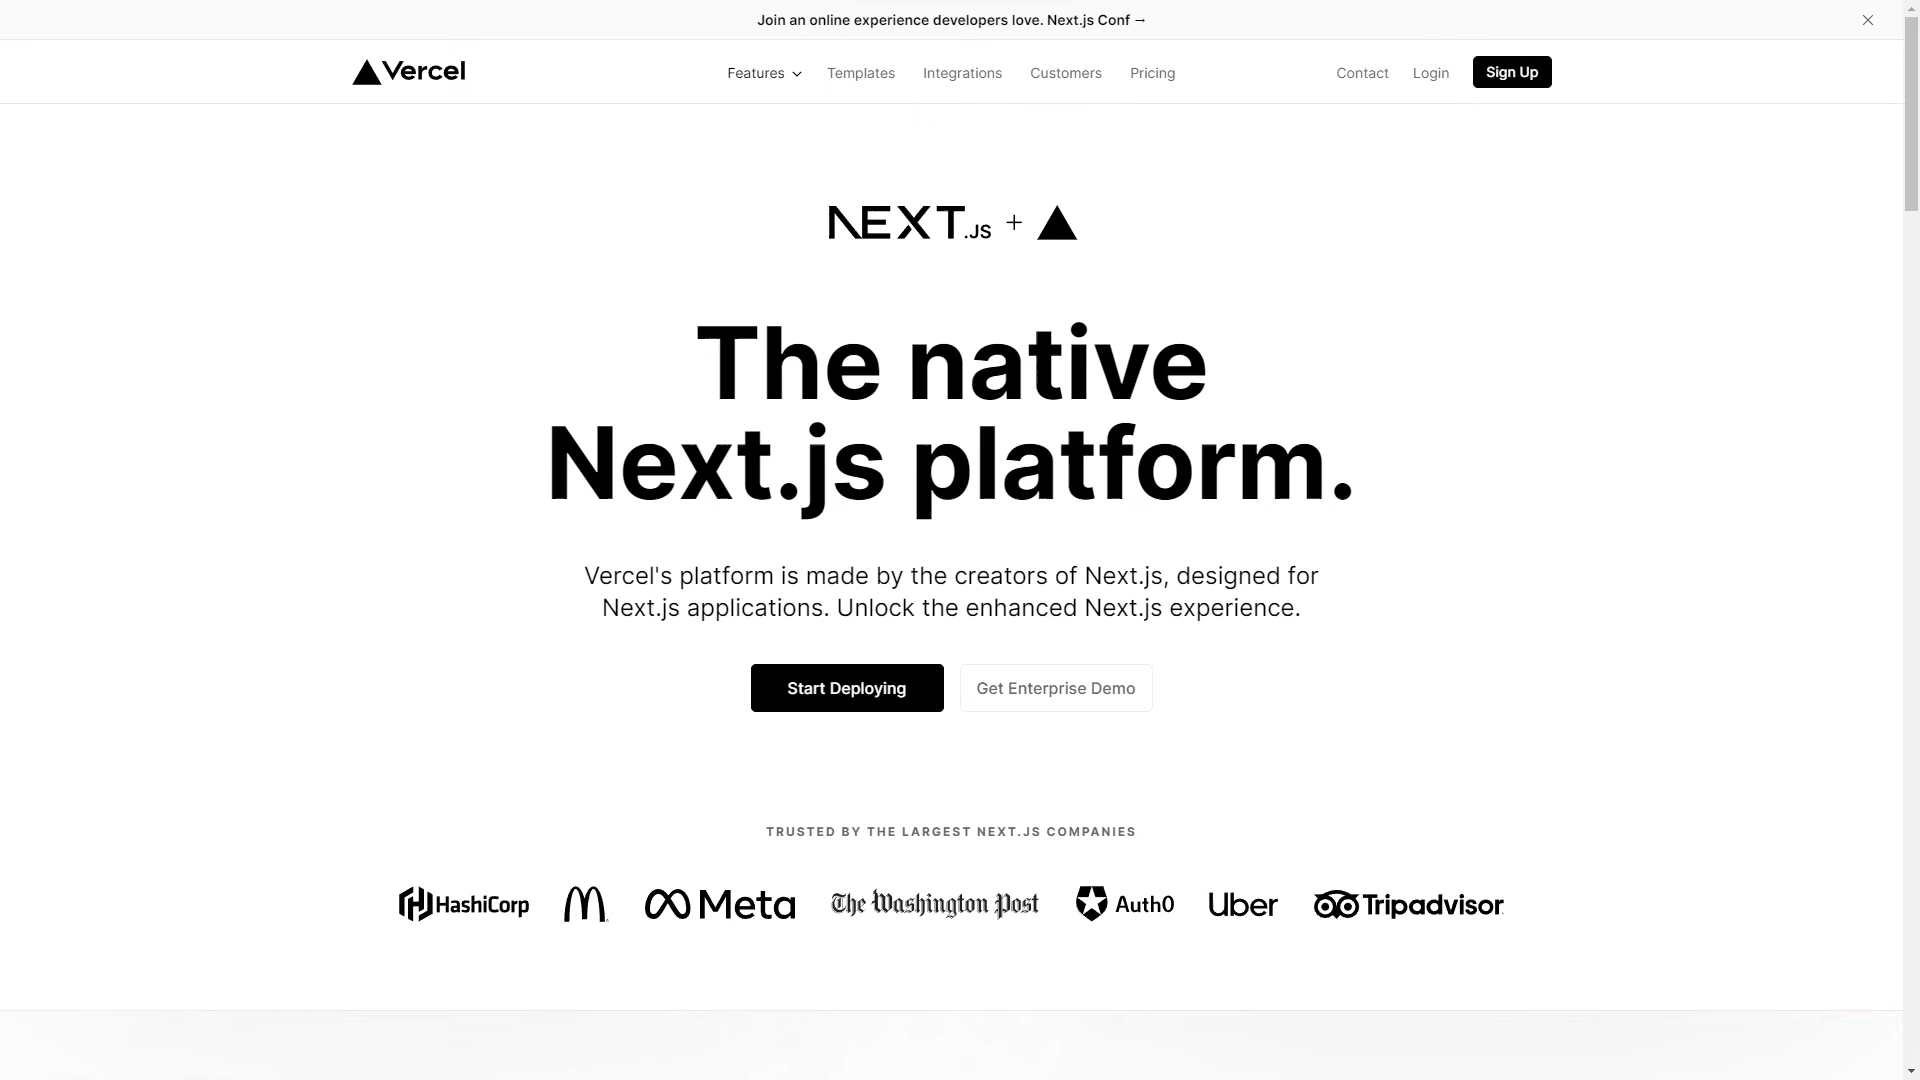 Join an online experience developers love. Next.js Conf →
Vercel
Features
Templates
Integrations
Customers
Pricing
Contact
Login
Sign Up
NEXT.JS +
The native
Next.js platform.
Vercel's platform is made by the creators of Next.js, designed for
Next.js applications. Unlock the enhanced Next.js experience.
Start Deploying
Get Enterprise Demo
TRUSTED BY THE LARGEST NEXT.JS COMPANIES
HashiCorp
Meta
The Washington Post
Auth0
Uber
Tripadvisor